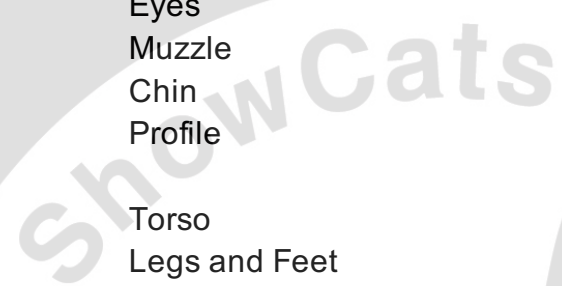 Eyes
Muzzle
Chin
Profile
Torso
Legs and Feet
ShowCats